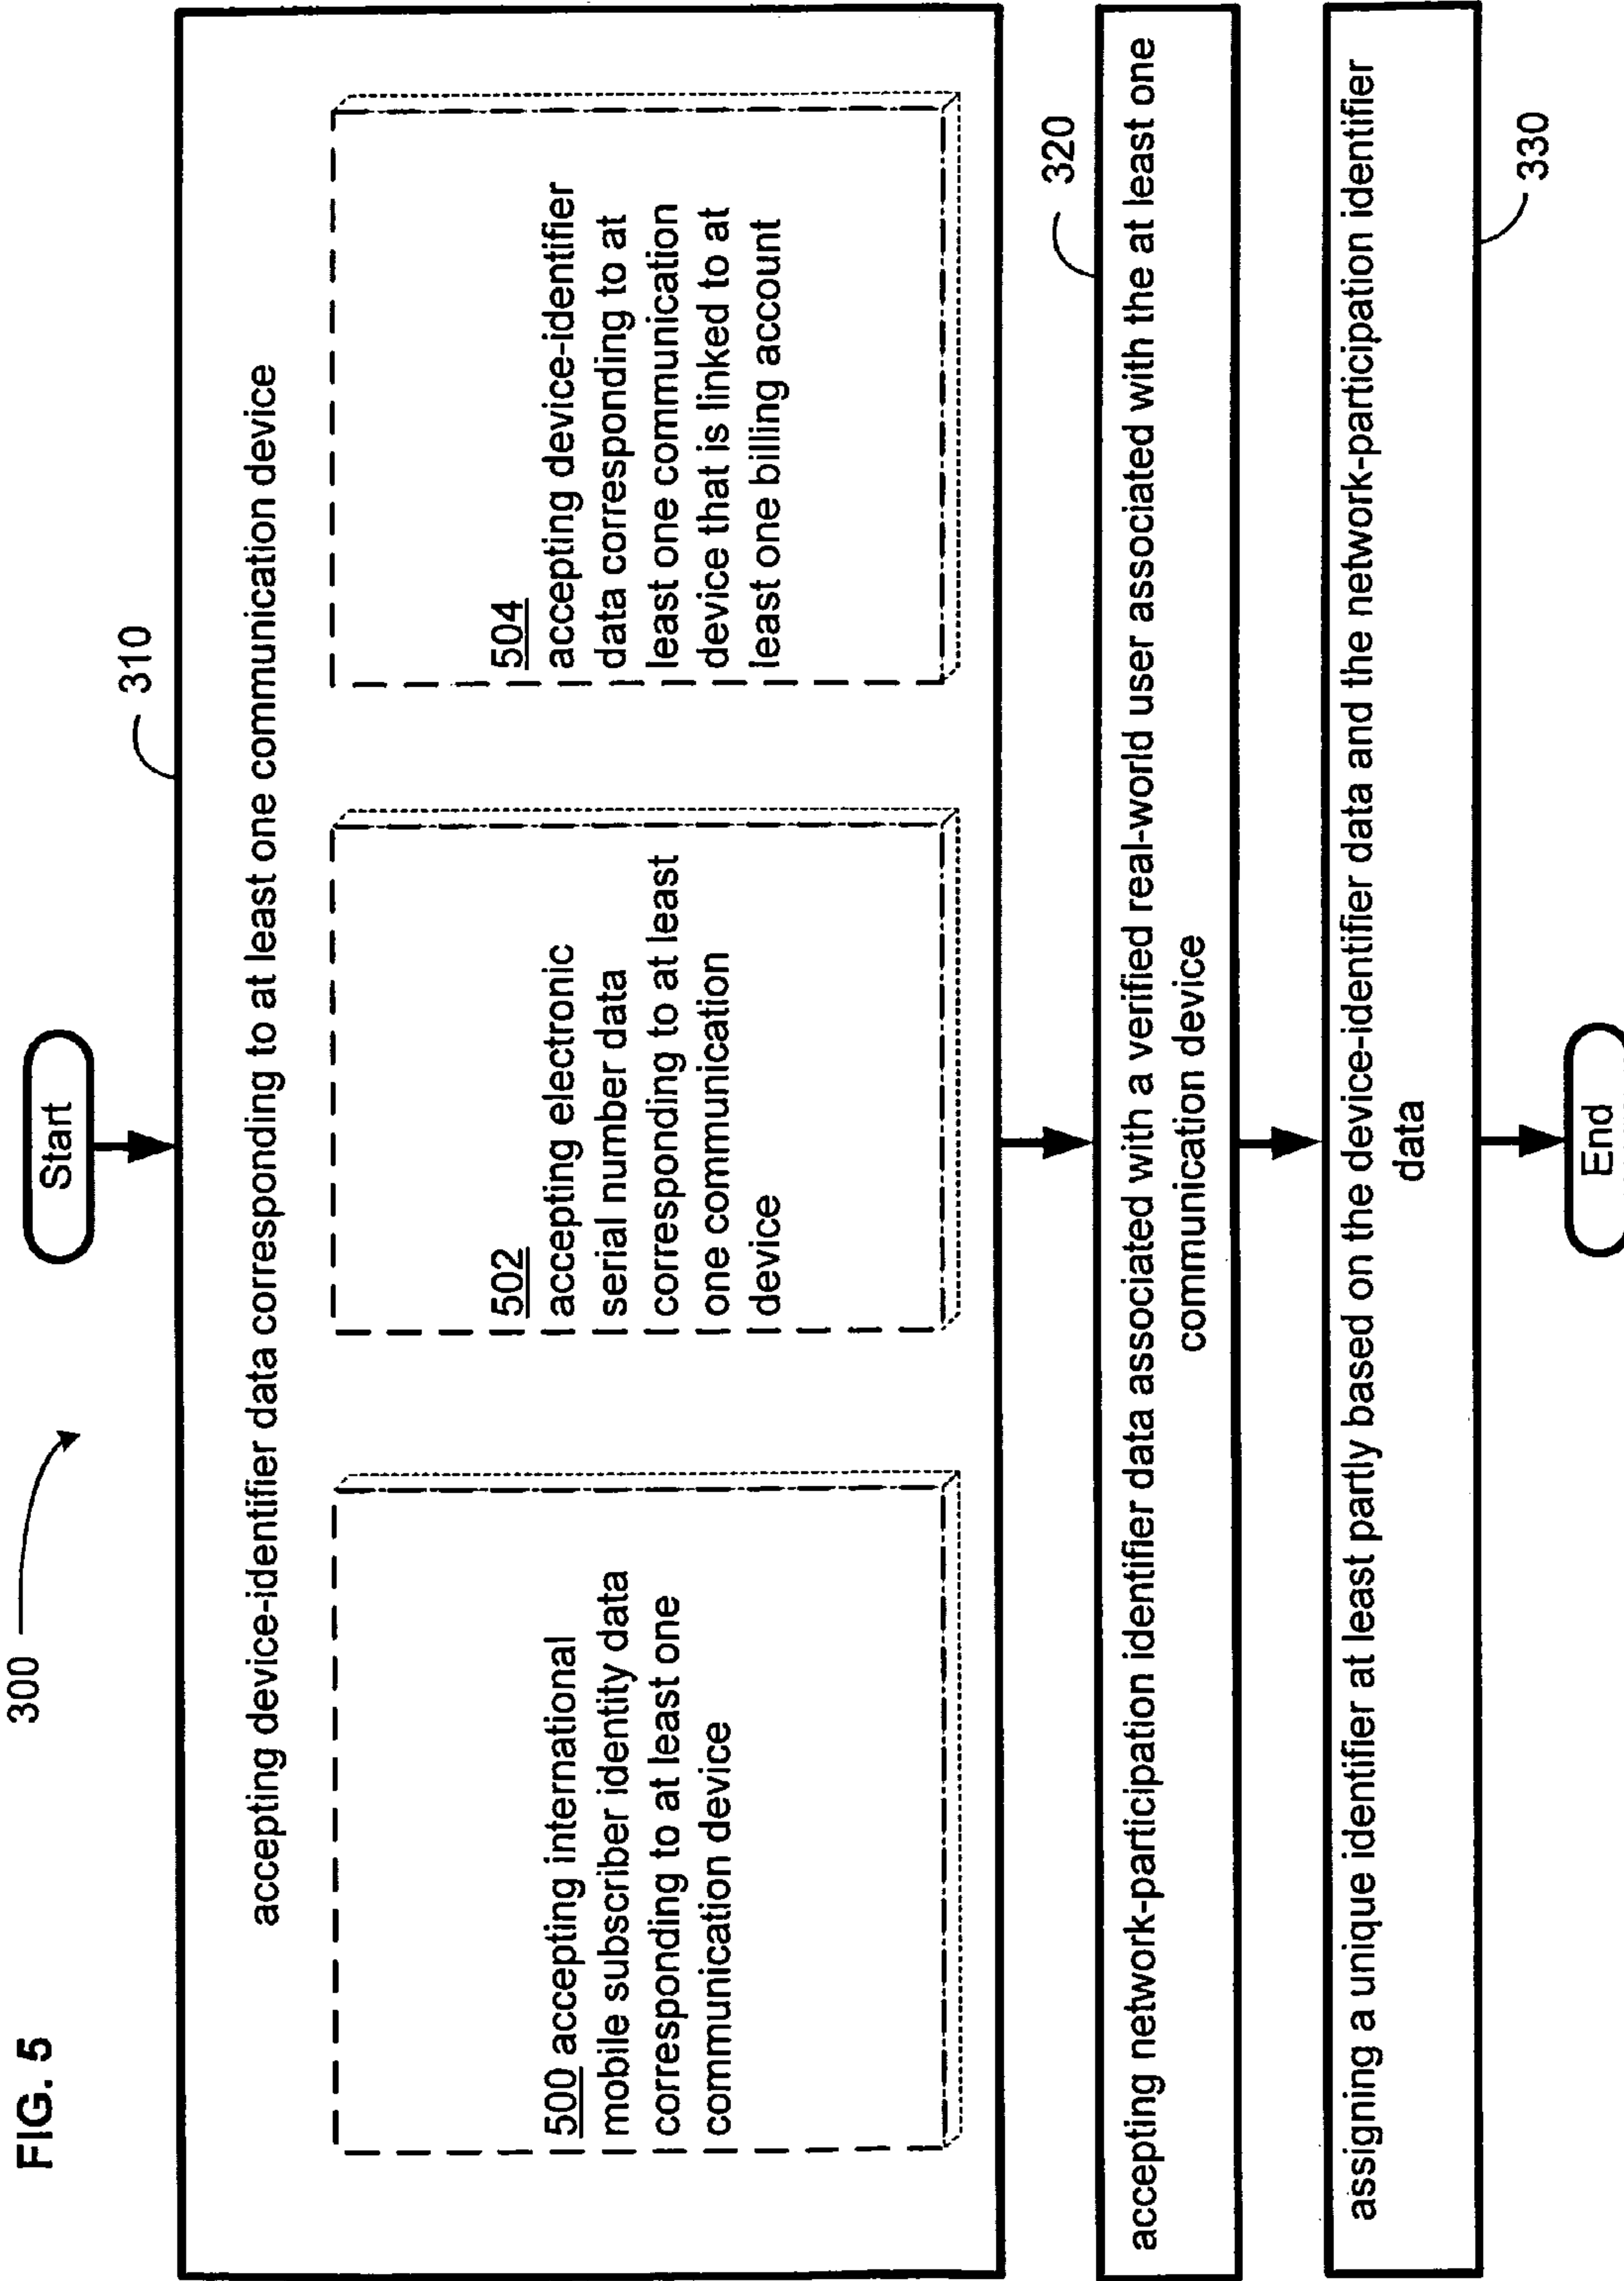 FIG. 5
300
Start
310
accepting device-identifier data corresponding to at least one communication device
500 accepting international
mobile subscriber identity data
corresponding to at least one
communication device
502
accepting electronic
serial number data
corresponding to at least
one communication
device
504
accepting device-identifier
data corresponding to at
least one communication
device that is linked to at
least one billing account
320
accepting network-participation identifier data associated with a verified real-world user associated with the at least one
communication device
assigning a unique identifier at least partly based on the device-identifier data and the network-participation identifier
data
330
End